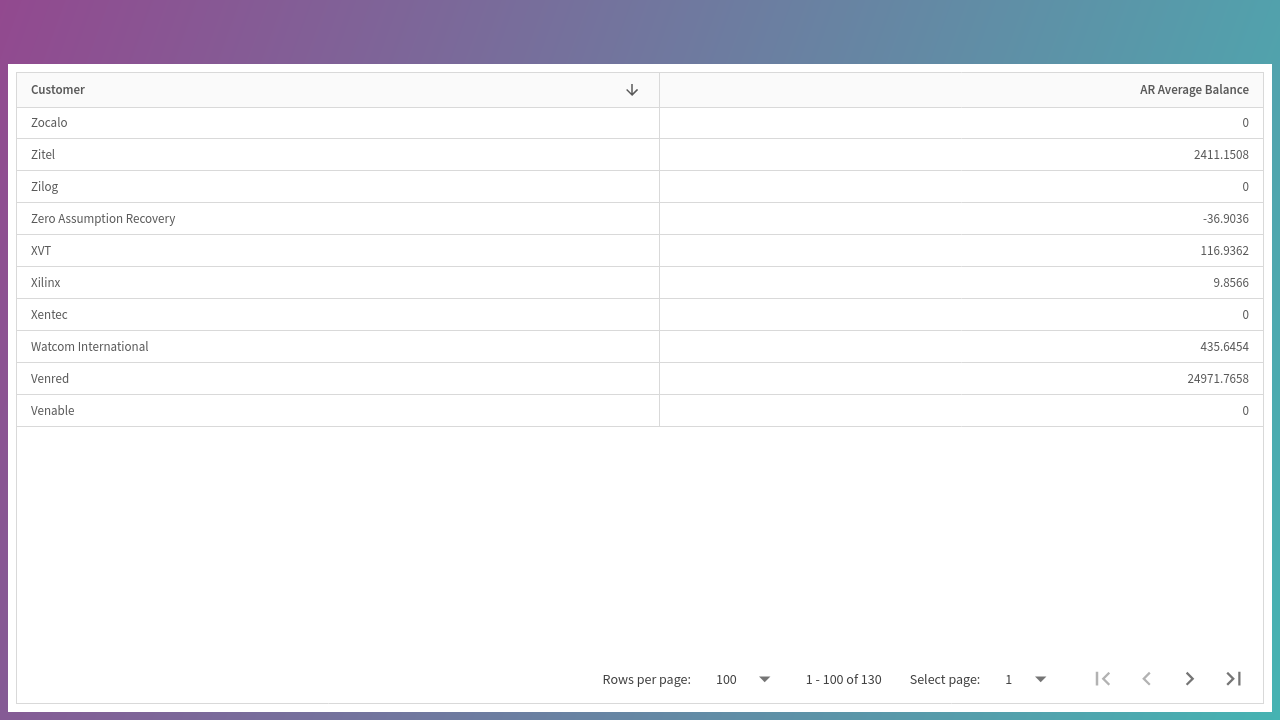 Customer AR Average Balance
Zocalo 0
Zitel 2411.1508
Zilog 0
Zero Assumption Recovery -36.9036
XVT 116.9362
Xilinx 9.8566
Xentec 0
Watcom International 435.6454
Venred 24971.7658
Venable 0
Rows per page: 100 1 - 100 of 130 Select page: 1